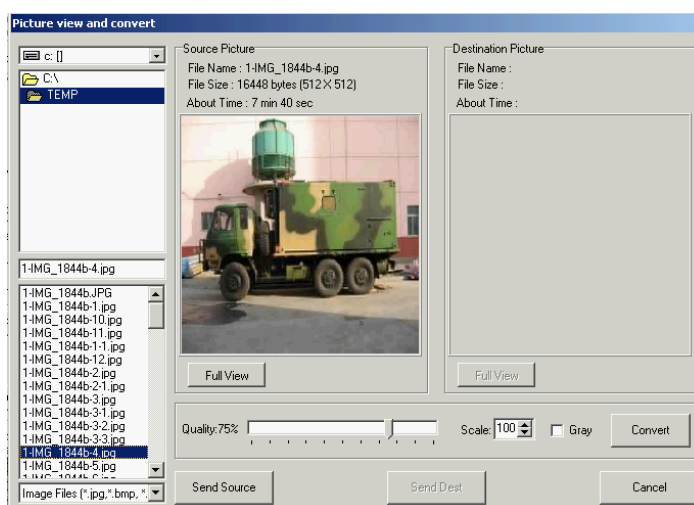 Picture view and convert
c: []
C:\
TEMP
1-IMG_1844b-4.jpg
1-IMG_1844b.JPG
1-IMG_1844b-1.jpg
1-IMG_1844b-10.jpg
1-IMG_1844b-11.jpg
1-IMG_1844b-1-1.jpg
1-IMG_1844b-12.jpg
1-IMG_1844b-2.jpg
1-IMG_1844b-2-1.jpg
1-IMG_1844b-3.jpg
1-IMG_1844b-3-1.jpg
1-IMG_1844b-3-2.jpg
1-IMG_1844b-3-3.jpg
1-IMG_1844b-4.jpg
1-IMG_1844b-5.jpg
Image Files (*.jpg,*.bmp, *.
Source Picture
File Name : 1-IMG_1844b-4.jpg
File Size : 16448 bytes (512×512)
About Time : 7 min 40 sec
Full View
Destination Picture
File Name :
File Size :
About Time :
Full View
Quality:75%
Scale: 100
Gray
Convert
Send Source
Send Dest
Cancel